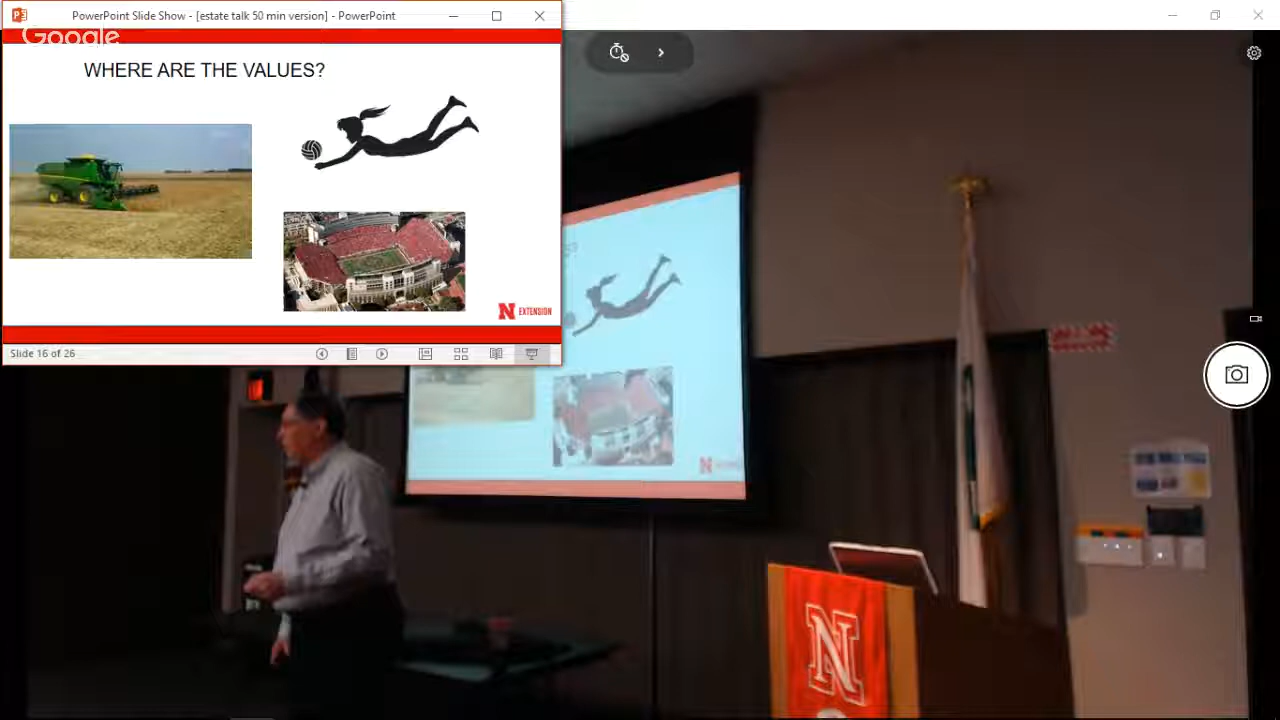 PowerPoint Slide Show - [estate talk 50 min version] - PowerPoint
Google
WHERE ARE THE VALUES?
N EXTENSION
Slide 16 of 26
N
N